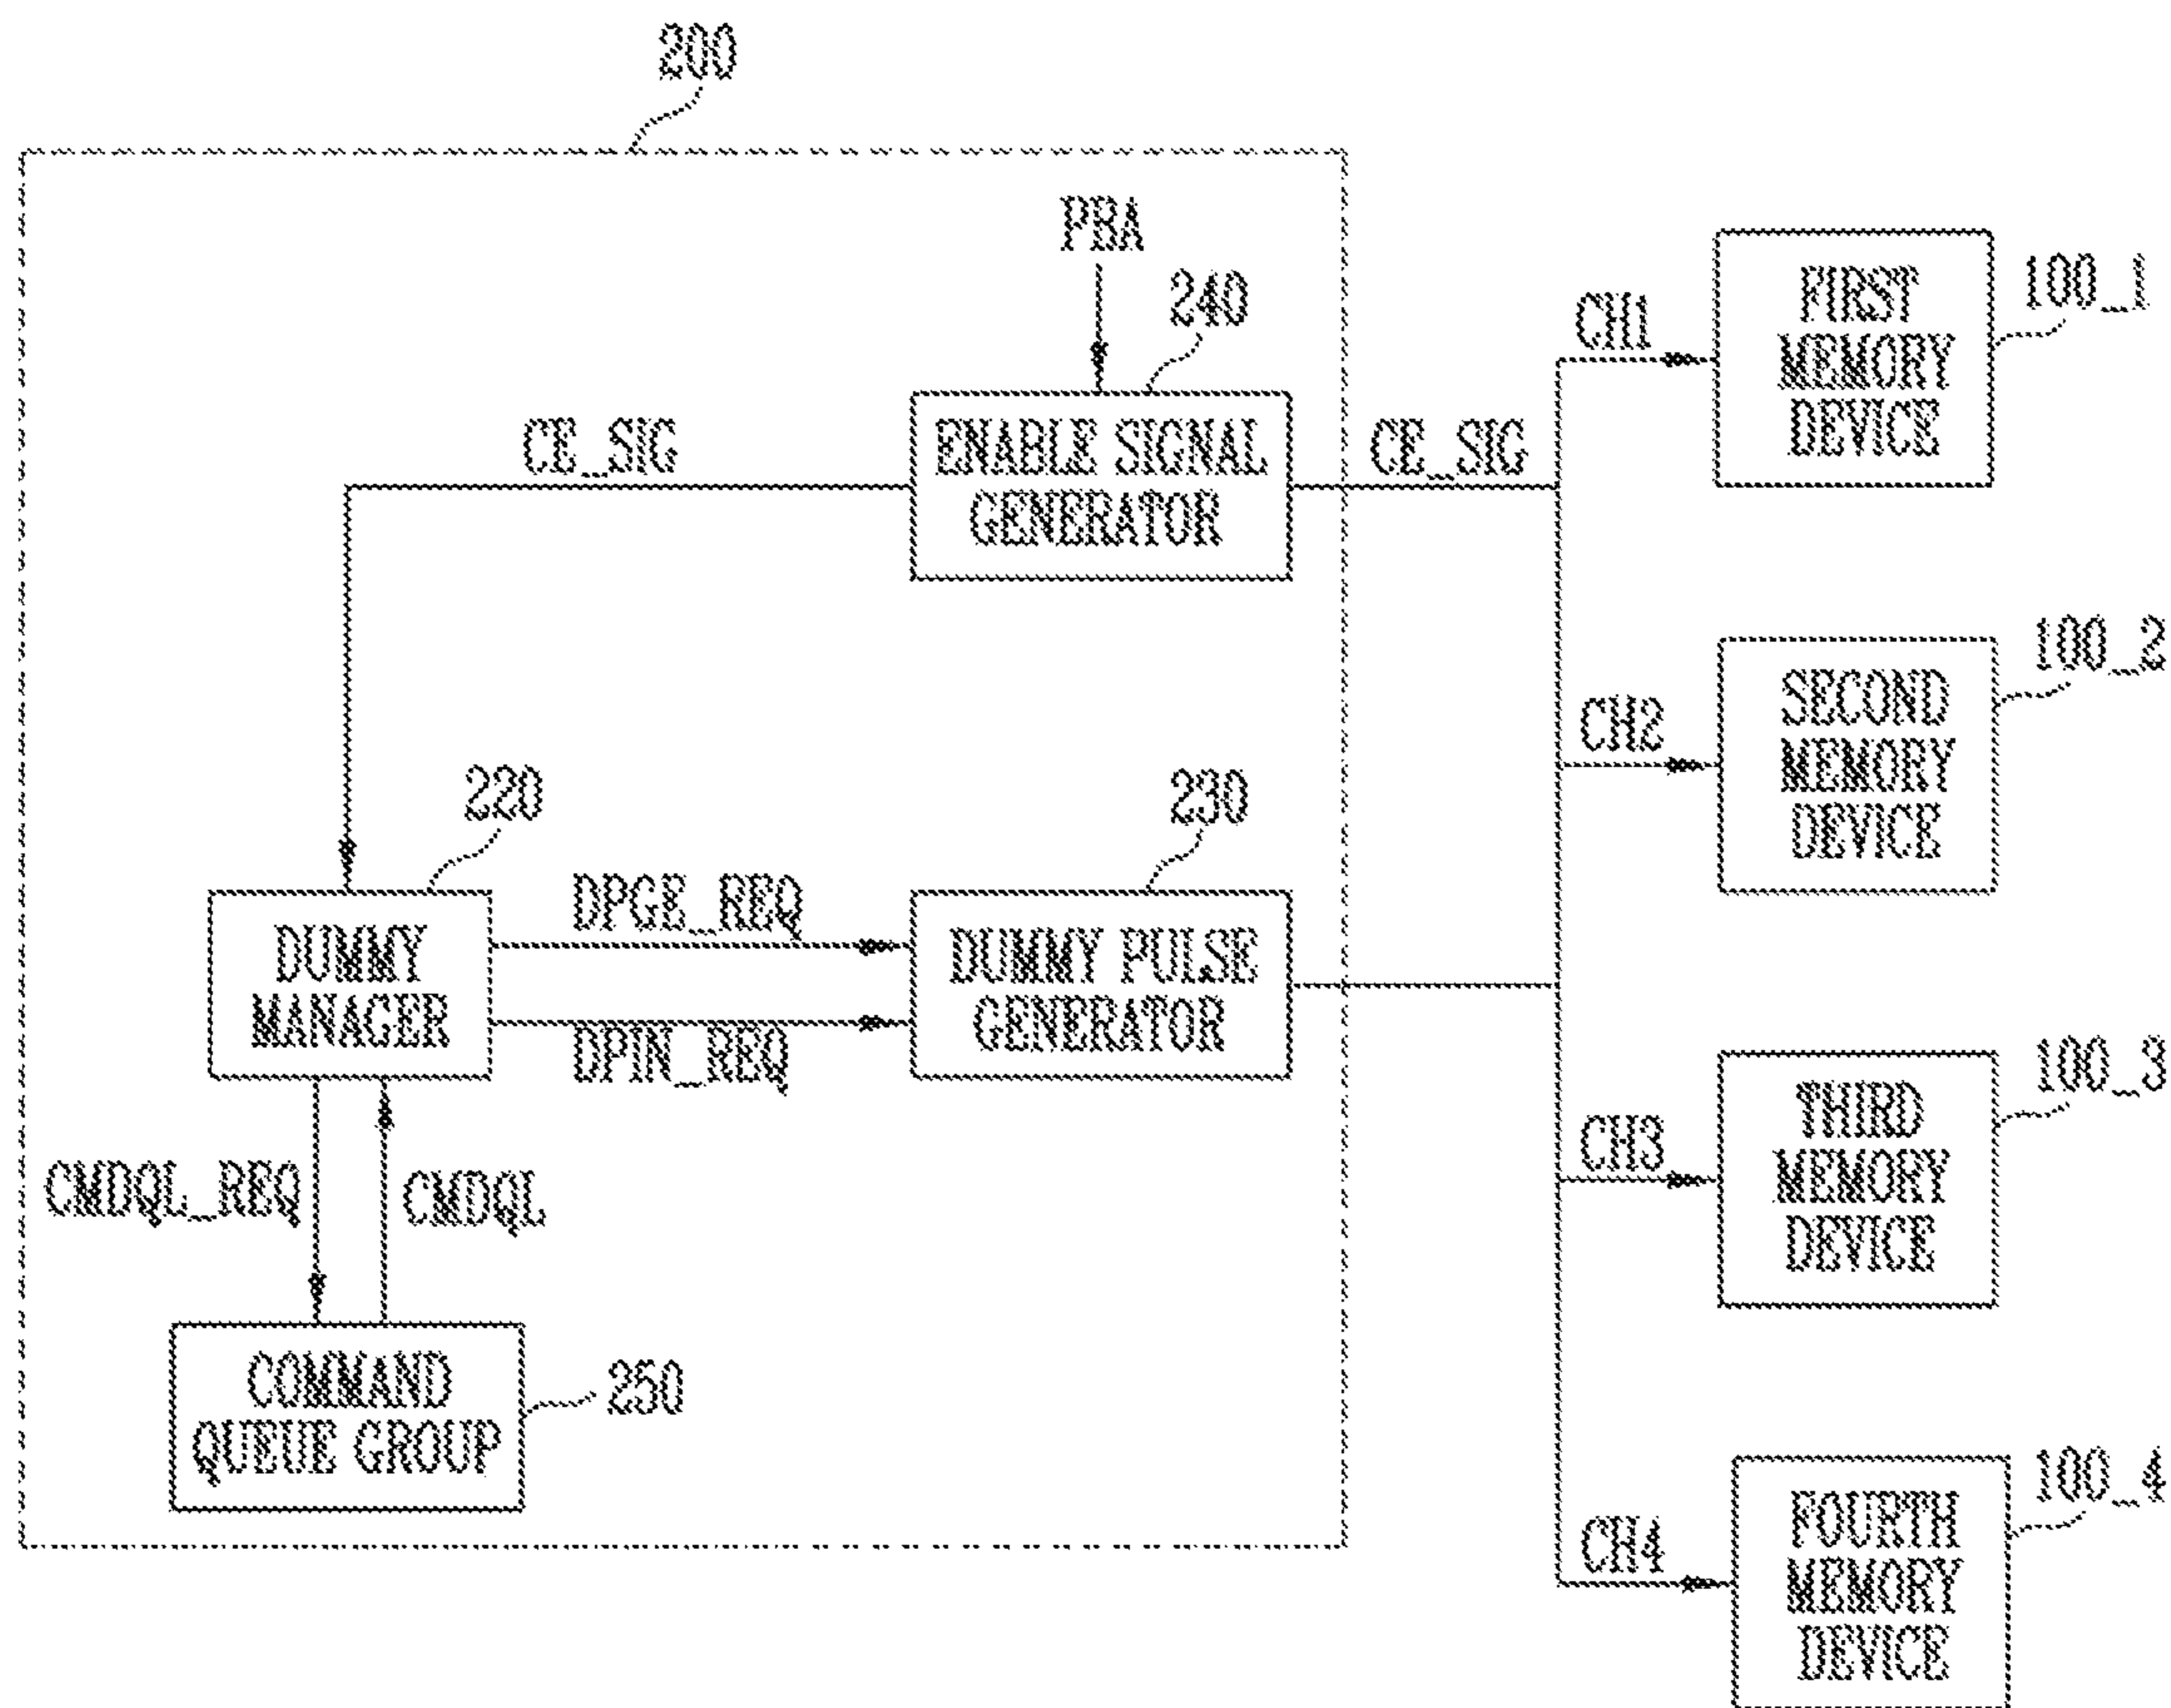 200
PBA
240
ENABLE SIGNAL
GENERATOR
CE_SIG
CE_SIG
CH1
FIRST
MEMORY
DEVICE
100_1
CH2
SECOND
MEMORY
DEVICE
100_2
220
DUMMY
MANAGER
DPGE_REQ
DPIN_REQ
230
DUMMY PULSE
GENERATOR
CH3
THIRD
MEMORY
DEVICE
100_3
CMDQL_REQ
CMDQL
COMMAND
QUEUE GROUP
250
CH4
FOURTH
MEMORY
DEVICE
100_4